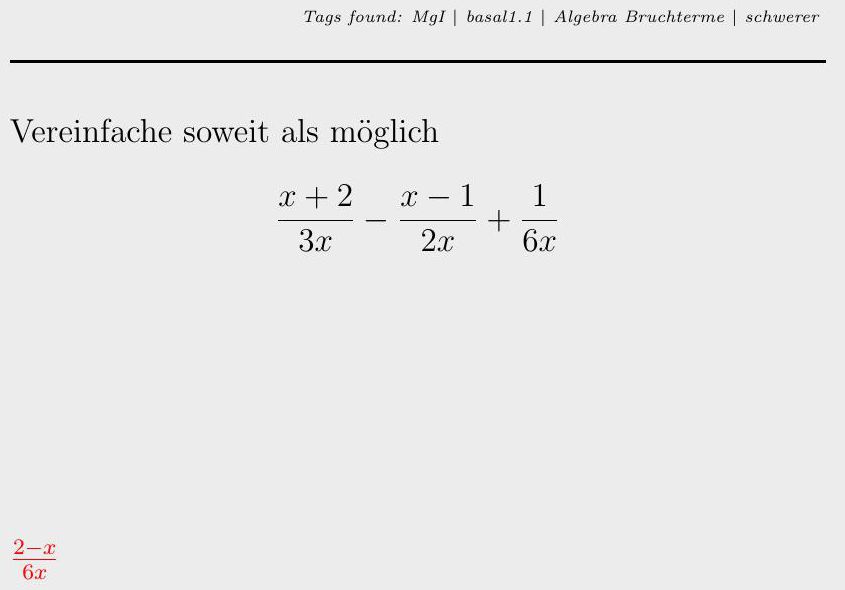 Tags found: MgI | basal1.1 | Algebra Bruchterme | schwerer
Vereinfache soweit als möglich
\frac{x+2}{3x} - \frac{x-1}{2x} + \frac{1}{6x}
\frac{2-x}{6x}